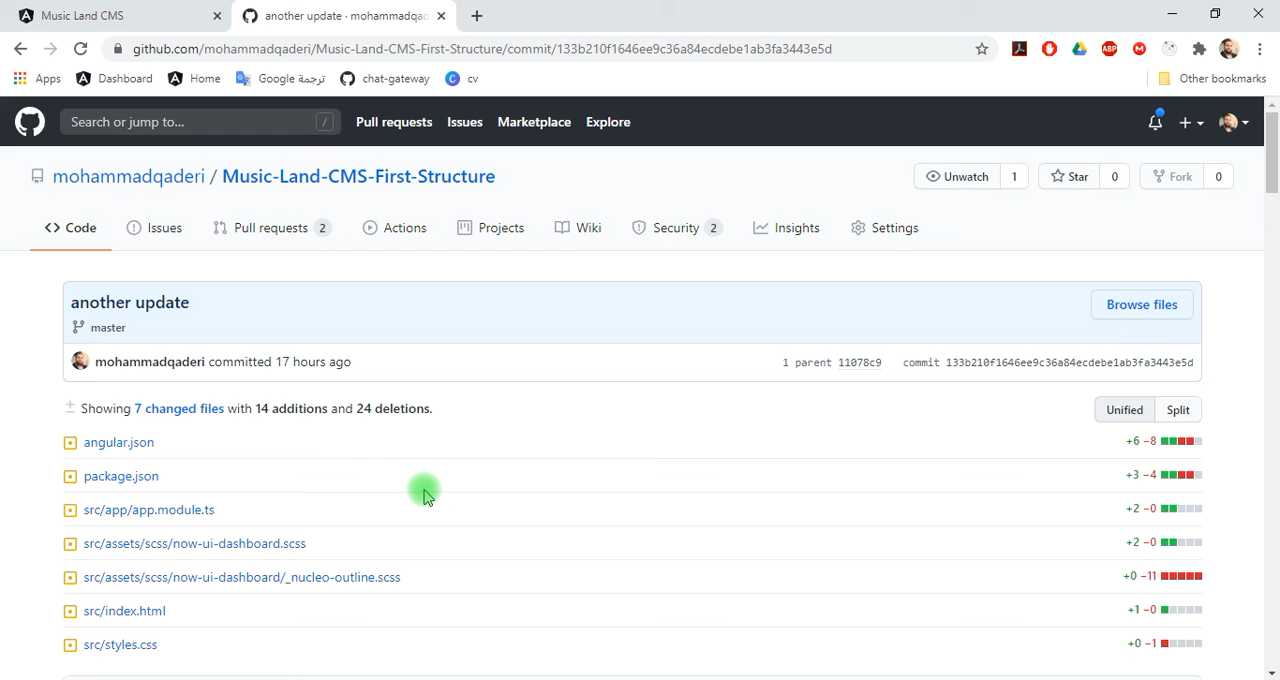 Music Land CMS
another update · mohammadqade
github.com/mohammadqaderi/Music-Land-CMS-First-Structure/commit/133b210f1646ee9c36a84ecdebe1ab3fa3443e5d
ABP
M
Apps Dashboard Home Google ترجمة chat-gateway C cv Other bookmarks
Search or jump to... / Pull requests Issues Marketplace Explore
mohammadqaderi / Music-Land-CMS-First-Structure Unwatch 1 Star 0 Fork 0
Code Issues Pull requests 2 Actions Projects Wiki Security 2 Insights Settings
another update Browse files
master
mohammadqaderi committed 17 hours ago 1 parent 11078c9 commit 133b210f1646ee9c36a84ecdebe1ab3fa3443e5d
Showing 7 changed files with 14 additions and 24 deletions. Unified Split
angular.json +6 −8
package.json +3 −4
src/app/app.module.ts +2 −0
src/assets/scss/now-ui-dashboard.scss +2 −0
src/assets/scss/now-ui-dashboard/_nucleo-outline.scss +0 −11
src/index.html +1 −0
src/styles.css +0 −1